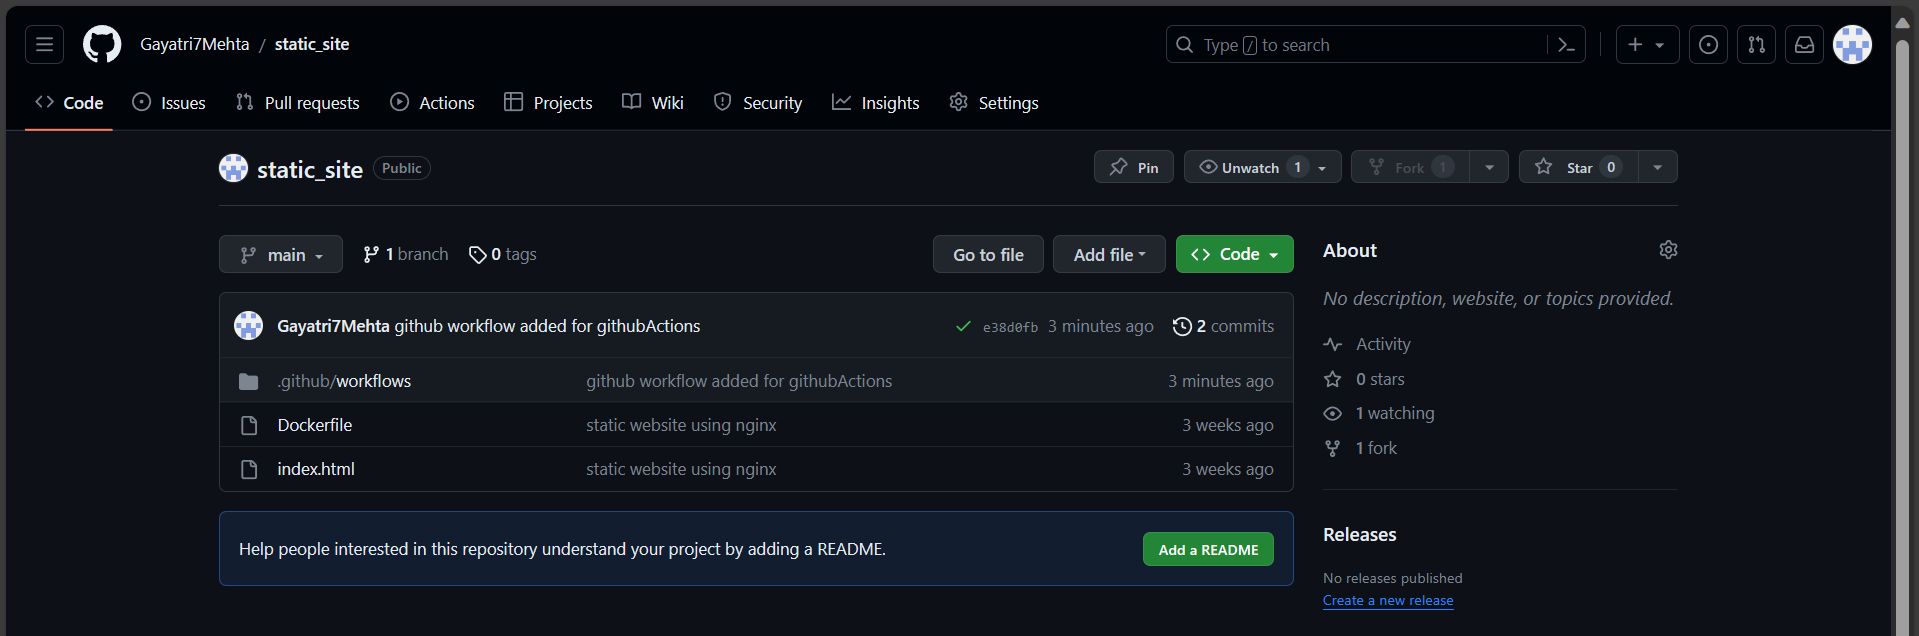 Gayatri7Mehta / static_site
Type / to search
Code Issues Pull requests Actions Projects Wiki Security Insights Settings
static_site Public
Pin Unwatch 1 Fork 1 Star 0
main 1 branch 0 tags Go to file Add file Code
Gayatri7Mehta github workflow added for githubActions e38d0fb 3 minutes ago 2 commits
.github/workflows github workflow added for githubActions 3 minutes ago
Dockerfile static website using nginx 3 weeks ago
index.html static website using nginx 3 weeks ago
Help people interested in this repository understand your project by adding a README. Add a README
About
No description, website, or topics provided.
Activity
0 stars
1 watching
1 fork
Releases
No releases published
Create a new release